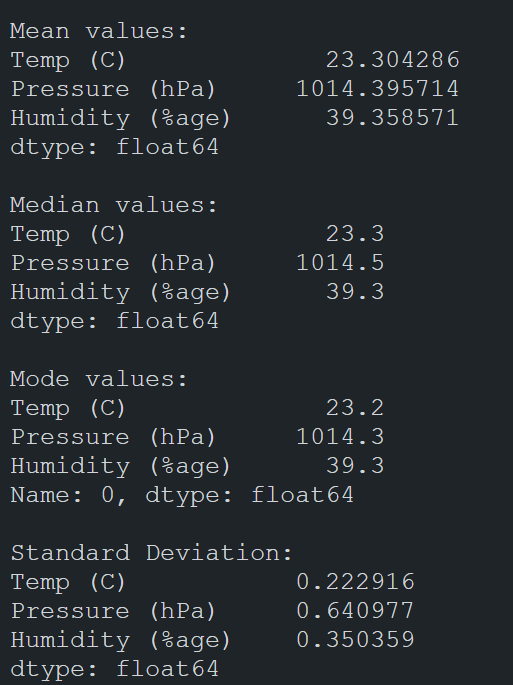 Mean values:
Temp (C)             23.304286
Pressure (hPa)     1014.395714
Humidity (%age)      39.358571
dtype: float64

Median values:
Temp (C)             23.3
Pressure (hPa)     1014.5
Humidity (%age)      39.3
dtype: float64

Mode values:
Temp (C)             23.2
Pressure (hPa)     1014.3
Humidity (%age)      39.3
Name: 0, dtype: float64

Standard Deviation:
Temp (C)           0.222916
Pressure (hPa)     0.640977
Humidity (%age)    0.350359
dtype: float64